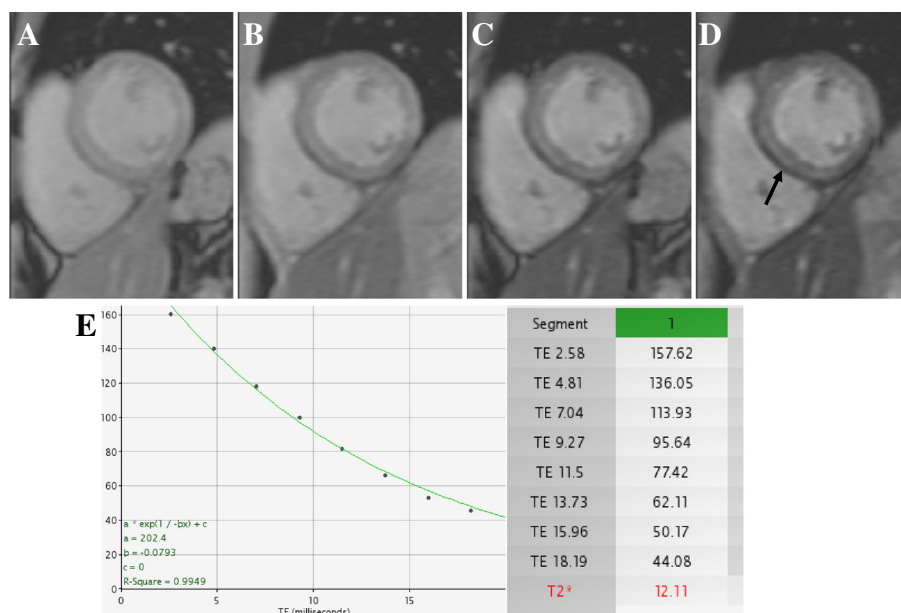 A B C D
E
160
140
120
100
80
60
40
20
0
a * exp(1 / -bx) + c
a = 202.4
b = -0.0793
c = 0
R-Square = 0.9949
0 5 10 15
TE (milliseconds)
Segment 1
TE 2.58 157.62
TE 4.81 136.05
TE 7.04 113.93
TE 9.27 95.64
TE 11.5 77.42
TE 13.73 62.11
TE 15.96 50.17
TE 18.19 44.08
T2* 12.11